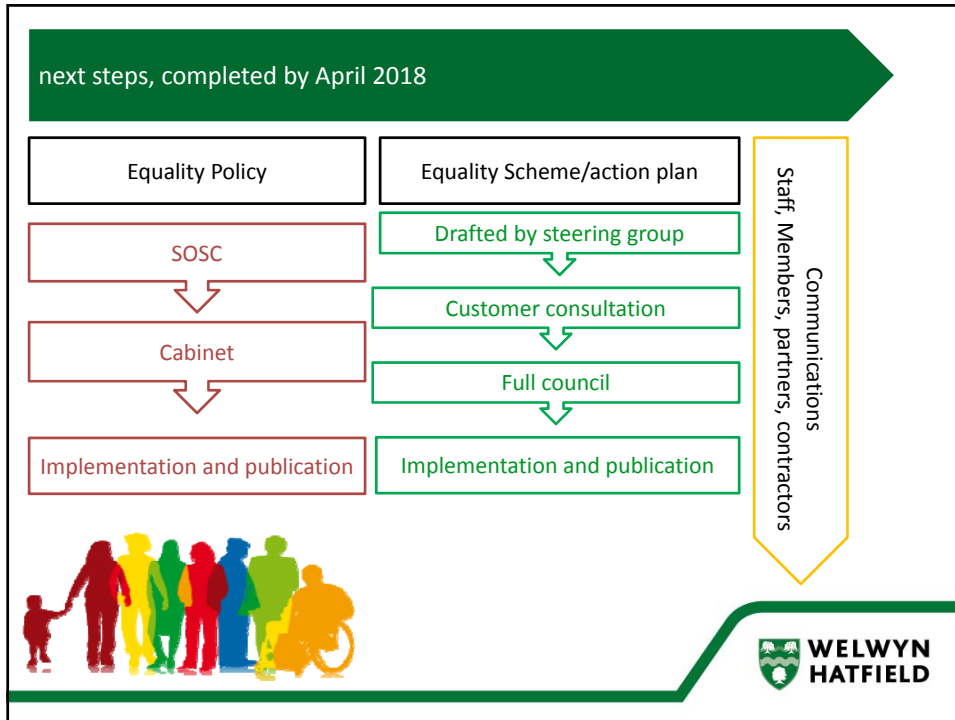 next steps, completed by April 2018
Equality Policy
SOSC
Cabinet
Implementation and publication
Equality Scheme/action plan
Drafted by steering group
Customer consultation
Full council
Implementation and publication
Communications
Staff, Members, partners, contractors
WELWYN
HATFIELD